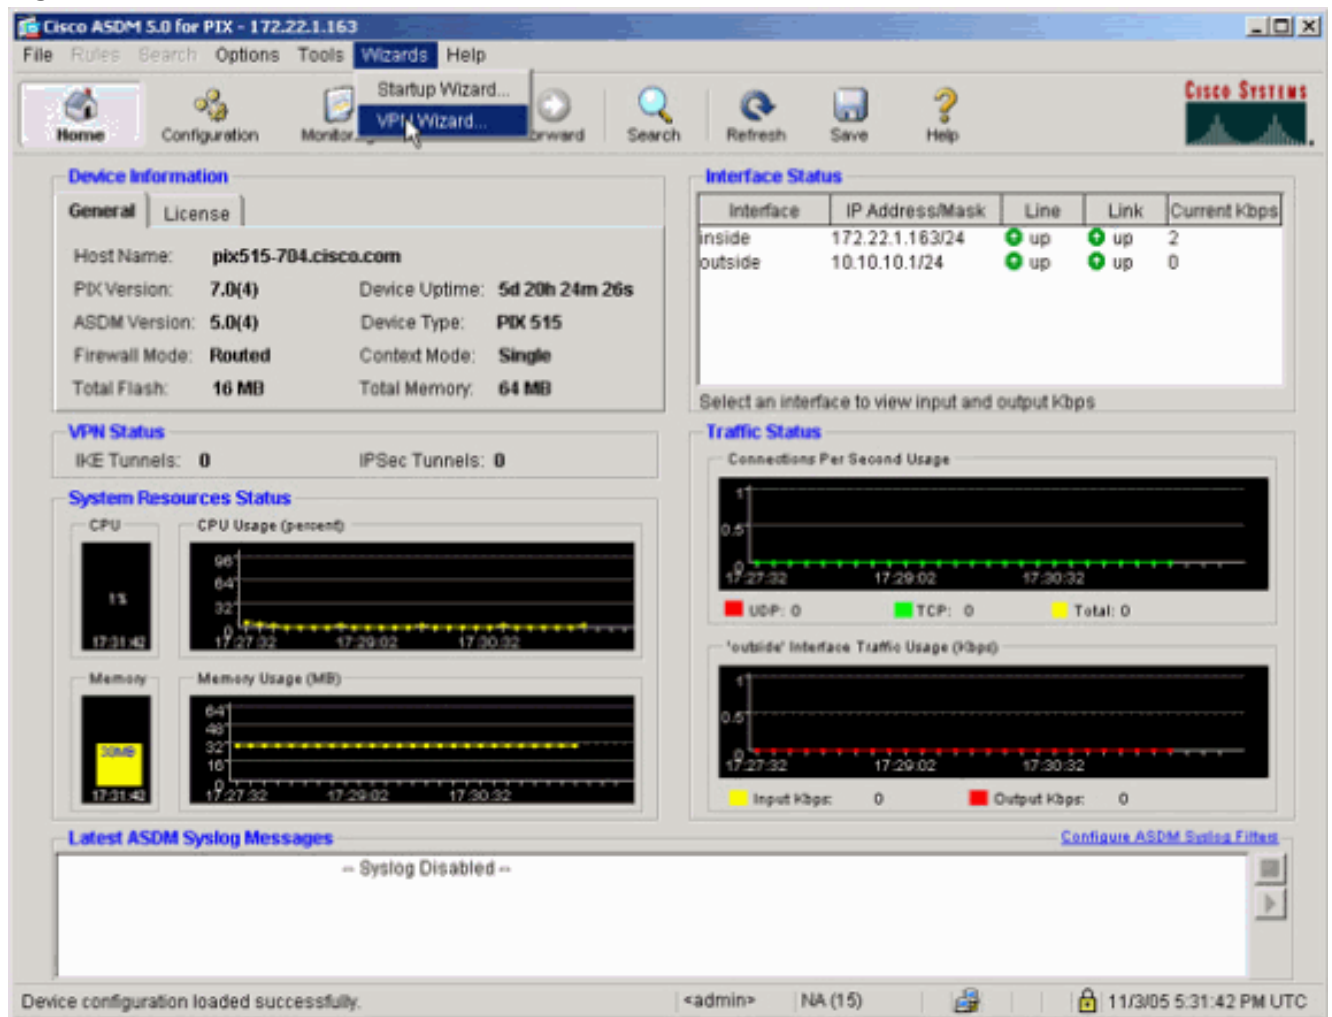 Cisco ASDM 5.0 for PIX - 172.22.1.163
File Rules Search Options Tools Wizards Help
Startup Wizard...
VPN Wizard...
Home Configuration Search Refresh Save Help
Cisco Systems
Device Information
General License
Host Name: pix515-704.cisco.com
PIX Version: 7.0(4) Device Uptime: 5d 20h 24m 26s
ASDM Version: 5.0(4) Device Type: PIX 515
Firewall Mode: Routed Context Mode: Single
Total Flash: 16 MB Total Memory: 64 MB
Interface Status
Interface IP Address/Mask Line Link Current Kbps
inside 172.22.1.163/24 up up 2
outside 10.10.10.1/24 up up 0
Select an interface to view input and output Kbps
VPN Status
IKE Tunnels: 0 IPSec Tunnels: 0
System Resources Status
CPU
1%
17:31:42
CPU Usage (percent)
96
64
32
0
17:27:32 17:29:02 17:30:32
Memory
30MB
17:31:42
Memory Usage (MB)
64
48
32
16
0
17:27:32 17:29:02 17:30:32
Traffic Status
Connections Per Second Usage
1
0.5
0
17:27:32 17:29:02 17:30:32
UDP: 0 TCP: 0 Total: 0
'outside' Interface Traffic Usage (Kbps)
1
0.5
0
17:27:32 17:29:02 17:30:32
Input Kbps: 0 Output Kbps: 0
Latest ASDM Syslog Messages
Configure ASDM Syslog Filters
-- Syslog Disabled --
Device configuration loaded successfully. <admin> NA (15) 11/3/05 5:31:42 PM UTC